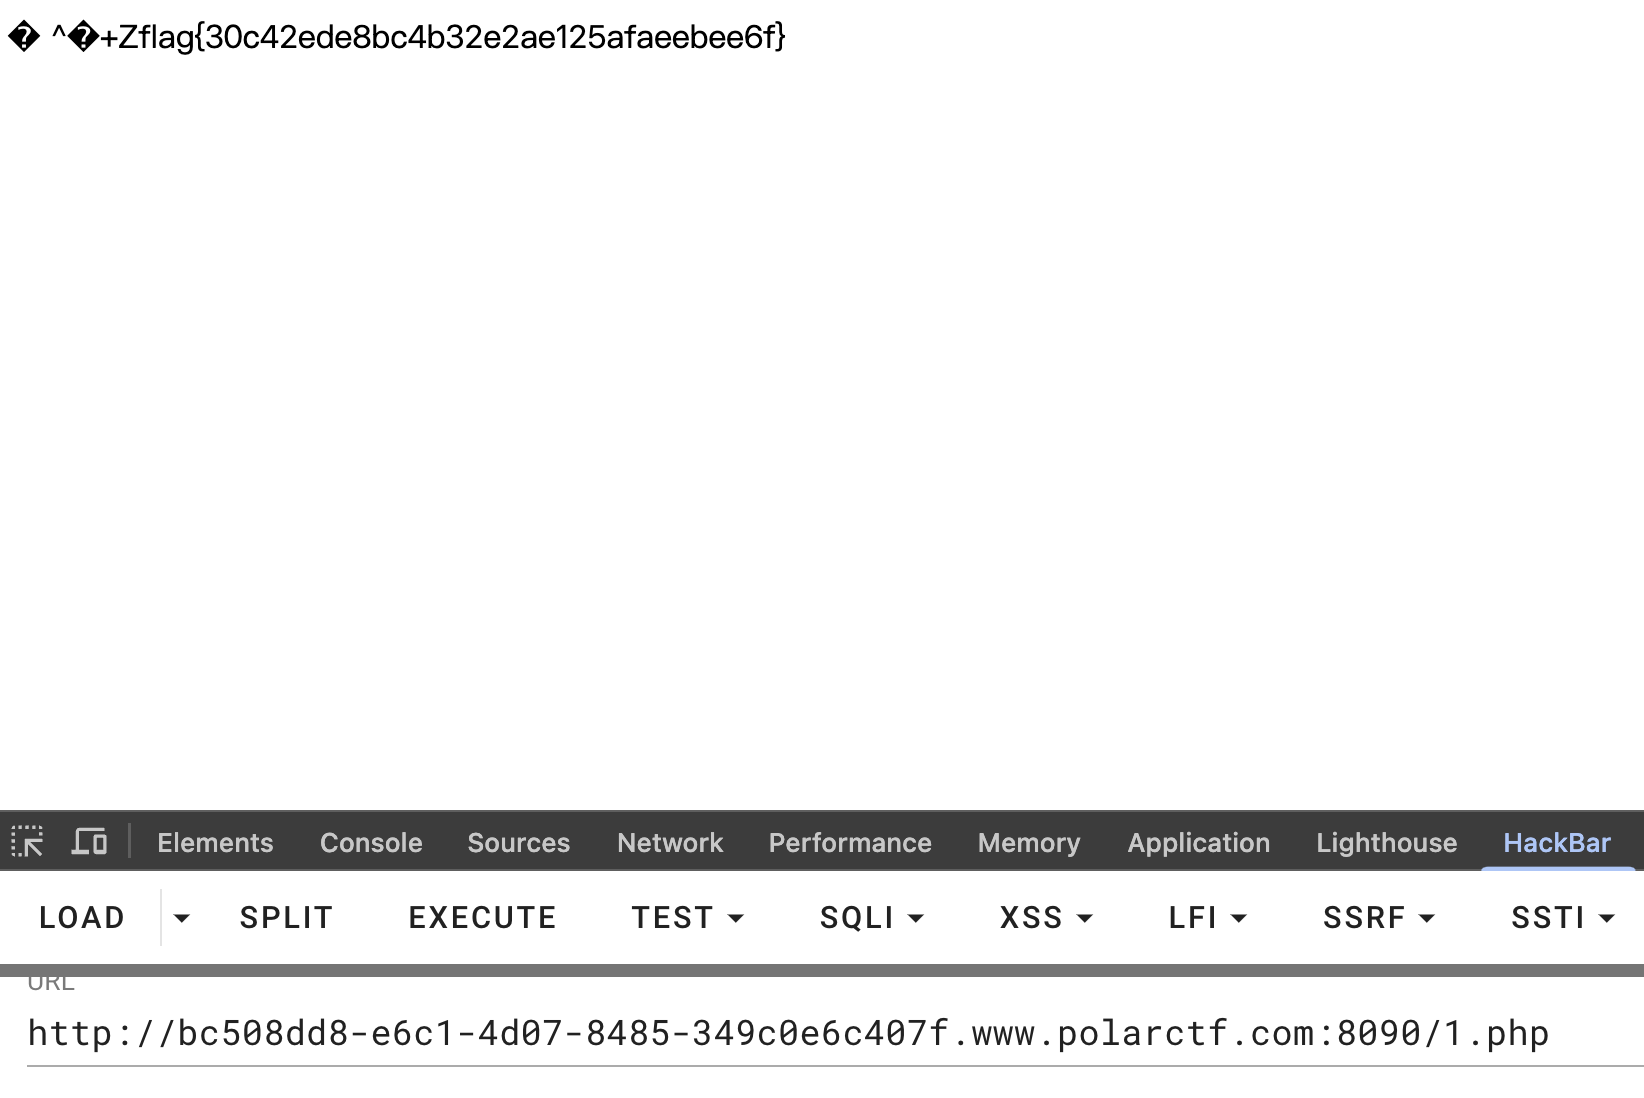 � ^�+Zflag{30c42ede8bc4b32e2ae125afaeebee6f}
Elements Console Sources Network Performance Memory Application Lighthouse HackBar
LOAD SPLIT EXECUTE TEST SQLI XSS LFI SSRF SSTI
URL
http://bc508dd8-e6c1-4d07-8485-349c0e6c407f.www.polarctf.com:8090/1.php